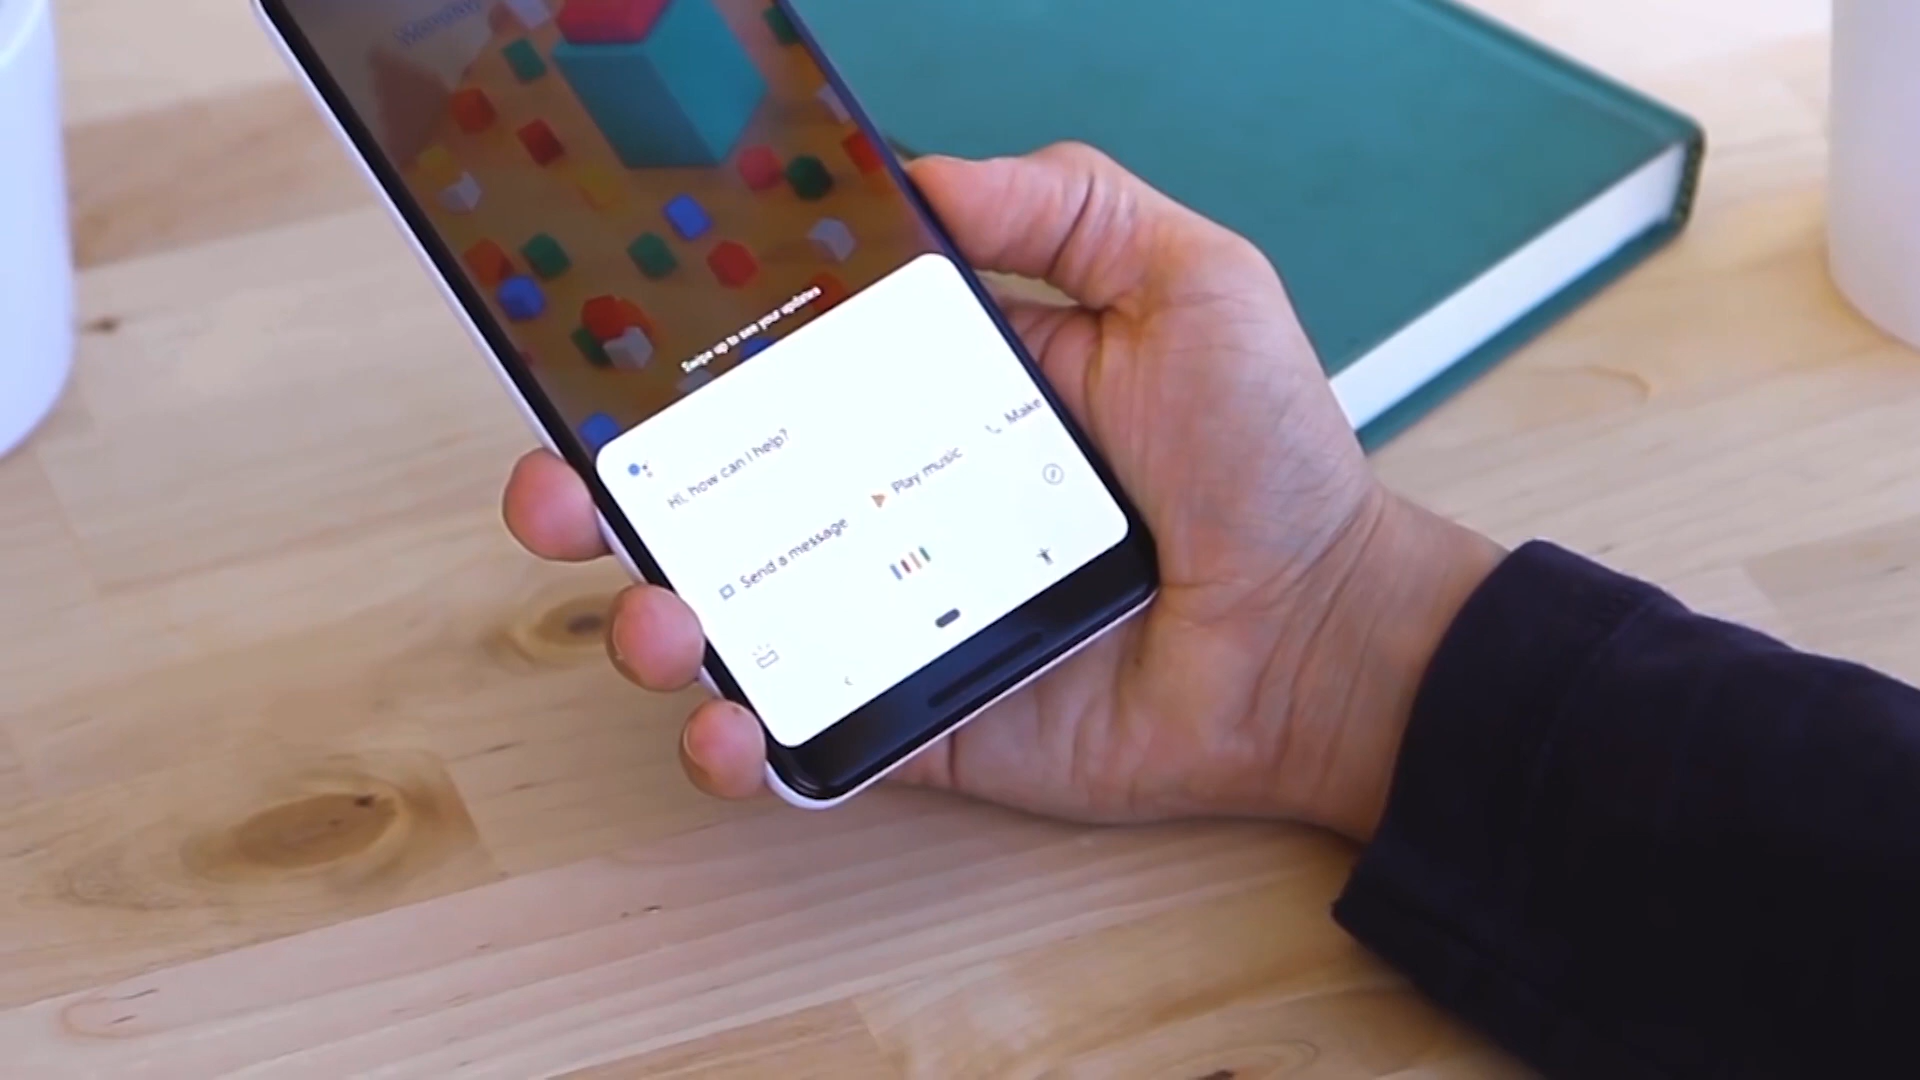 Swipe up to see your updates
Hi, how can I help?
Send a message
Play music
Make